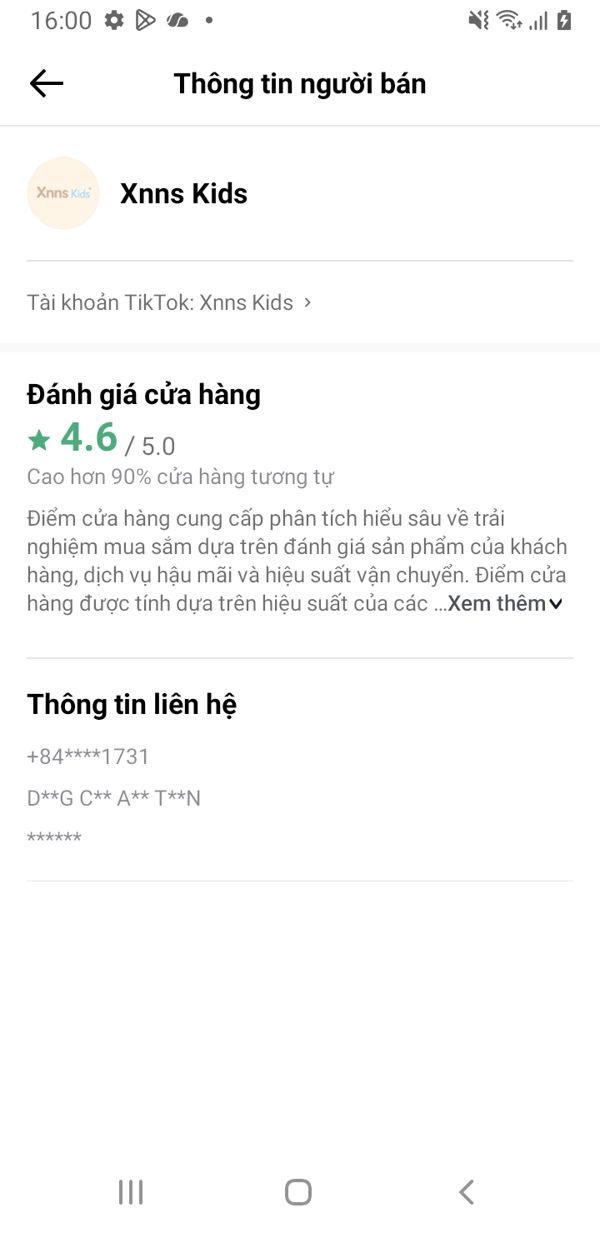 16:00
Thông tin người bán
Xnns Kids
Xnns Kids
Tài khoản TikTok: Xnns Kids
Đánh giá cửa hàng
4.6 / 5.0
Cao hơn 90% cửa hàng tương tự
Điểm cửa hàng cung cấp phân tích hiểu sâu về trải
nghiệm mua sắm dựa trên đánh giá sản phẩm của khách
hàng, dịch vụ hậu mãi và hiệu suất vận chuyển. Điểm cửa
hàng được tính dựa trên hiệu suất của các ...Xem thêm
Thông tin liên hệ
+84****1731
D**G C** A** T**N
******